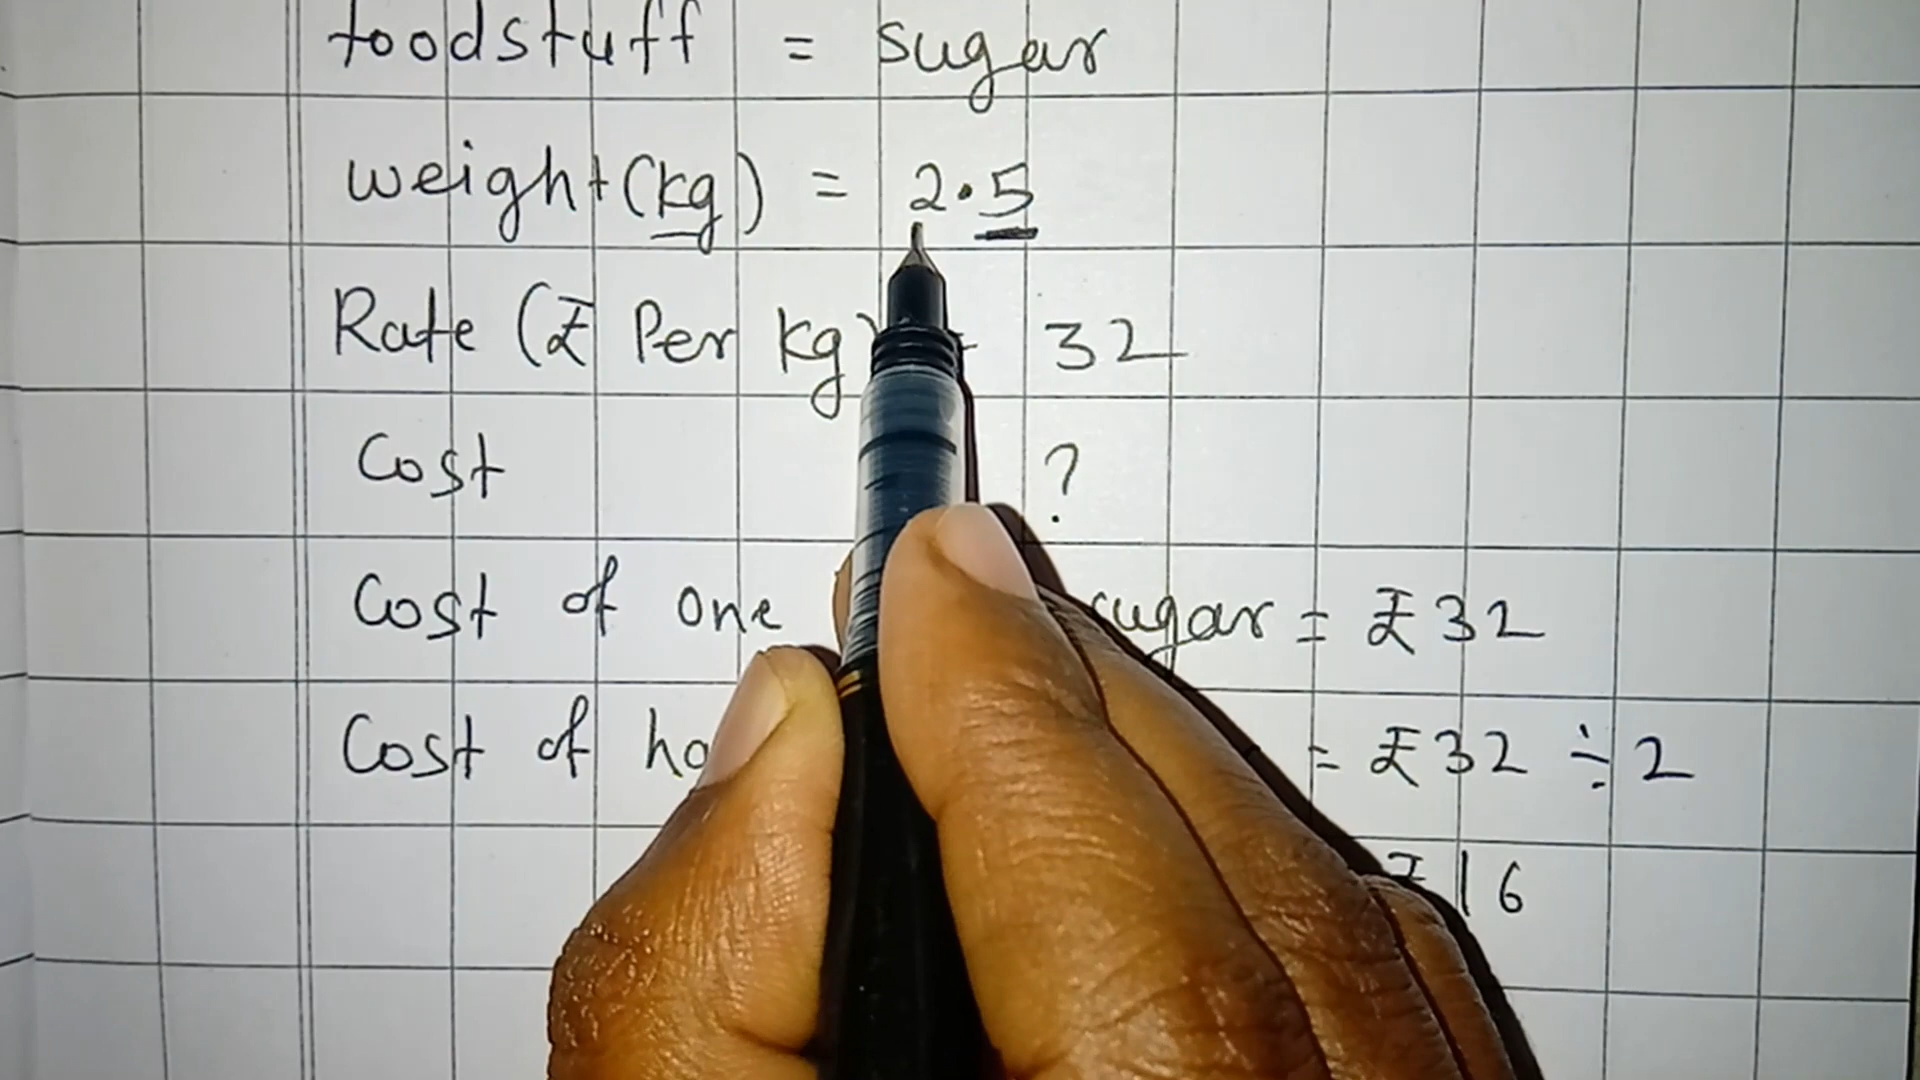 foodstuff = sugar
weight(kg) = 2.5
Rate (₹ Per kg) 32
Cost ?
Cost of one sugar = ₹32
Cost of = ₹32 ÷ 2
₹16